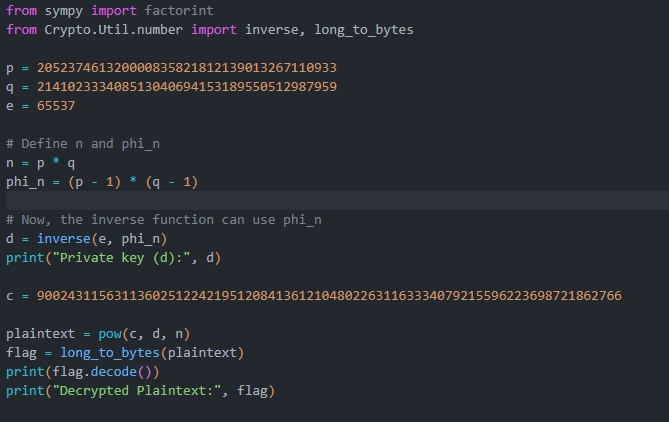 from sympy import factorint
from Crypto.Util.number import inverse, long_to_bytes
p = 205237461320000835821812139013267110933
q = 214102333408513040694153189550512987959
e = 65537
# Define n and phi_n
n = p * q
phi_n = (p - 1) * (q - 1)
# Now, the inverse function can use phi_n
d = inverse(e, phi_n)
print("Private key (d):", d)
c = 9002431156311360251224219512084136121048022631163334079215596223698721862766
plaintext = pow(c, d, n)
flag = long_to_bytes(plaintext)
print(flag.decode())
print("Decrypted Plaintext:", flag)